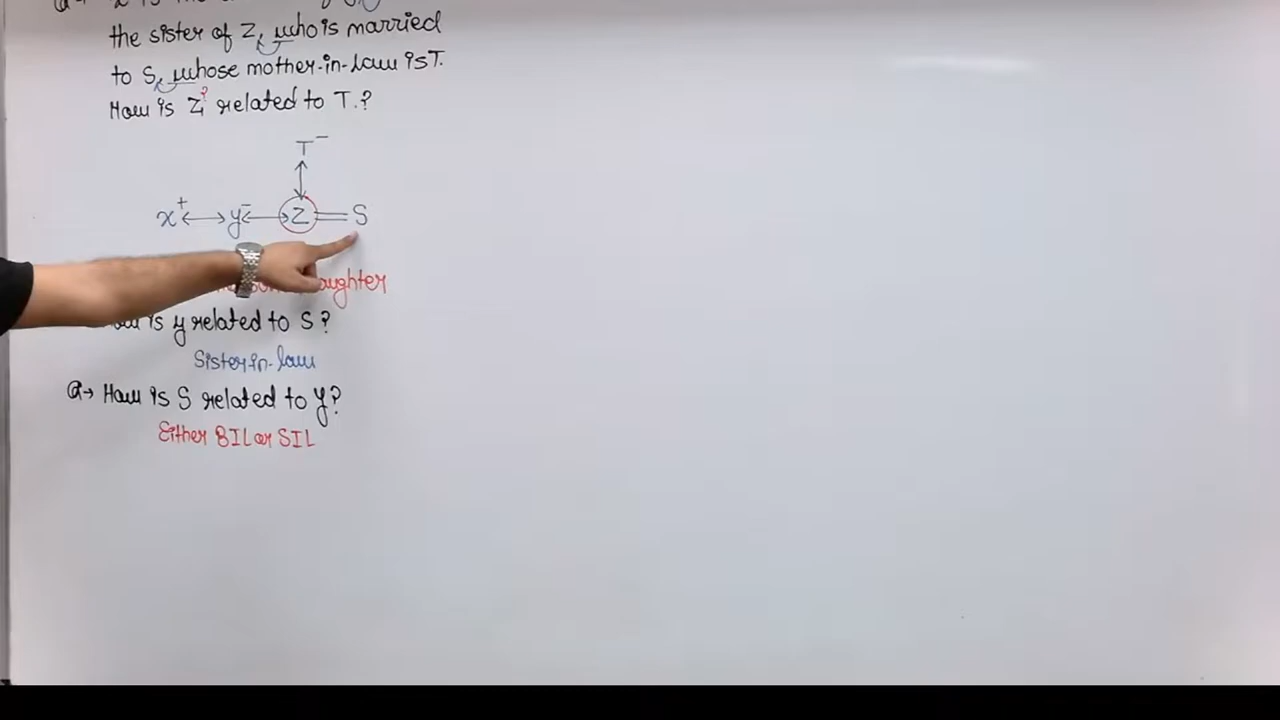 the sister of Z, who is married
to S, whose mother-in-law is T.
How is Z? related to T.?
T −
x + y − Z S
is y related to S?
Sister-in-law
Q→ How is S related to y?
Either BIL or SIL